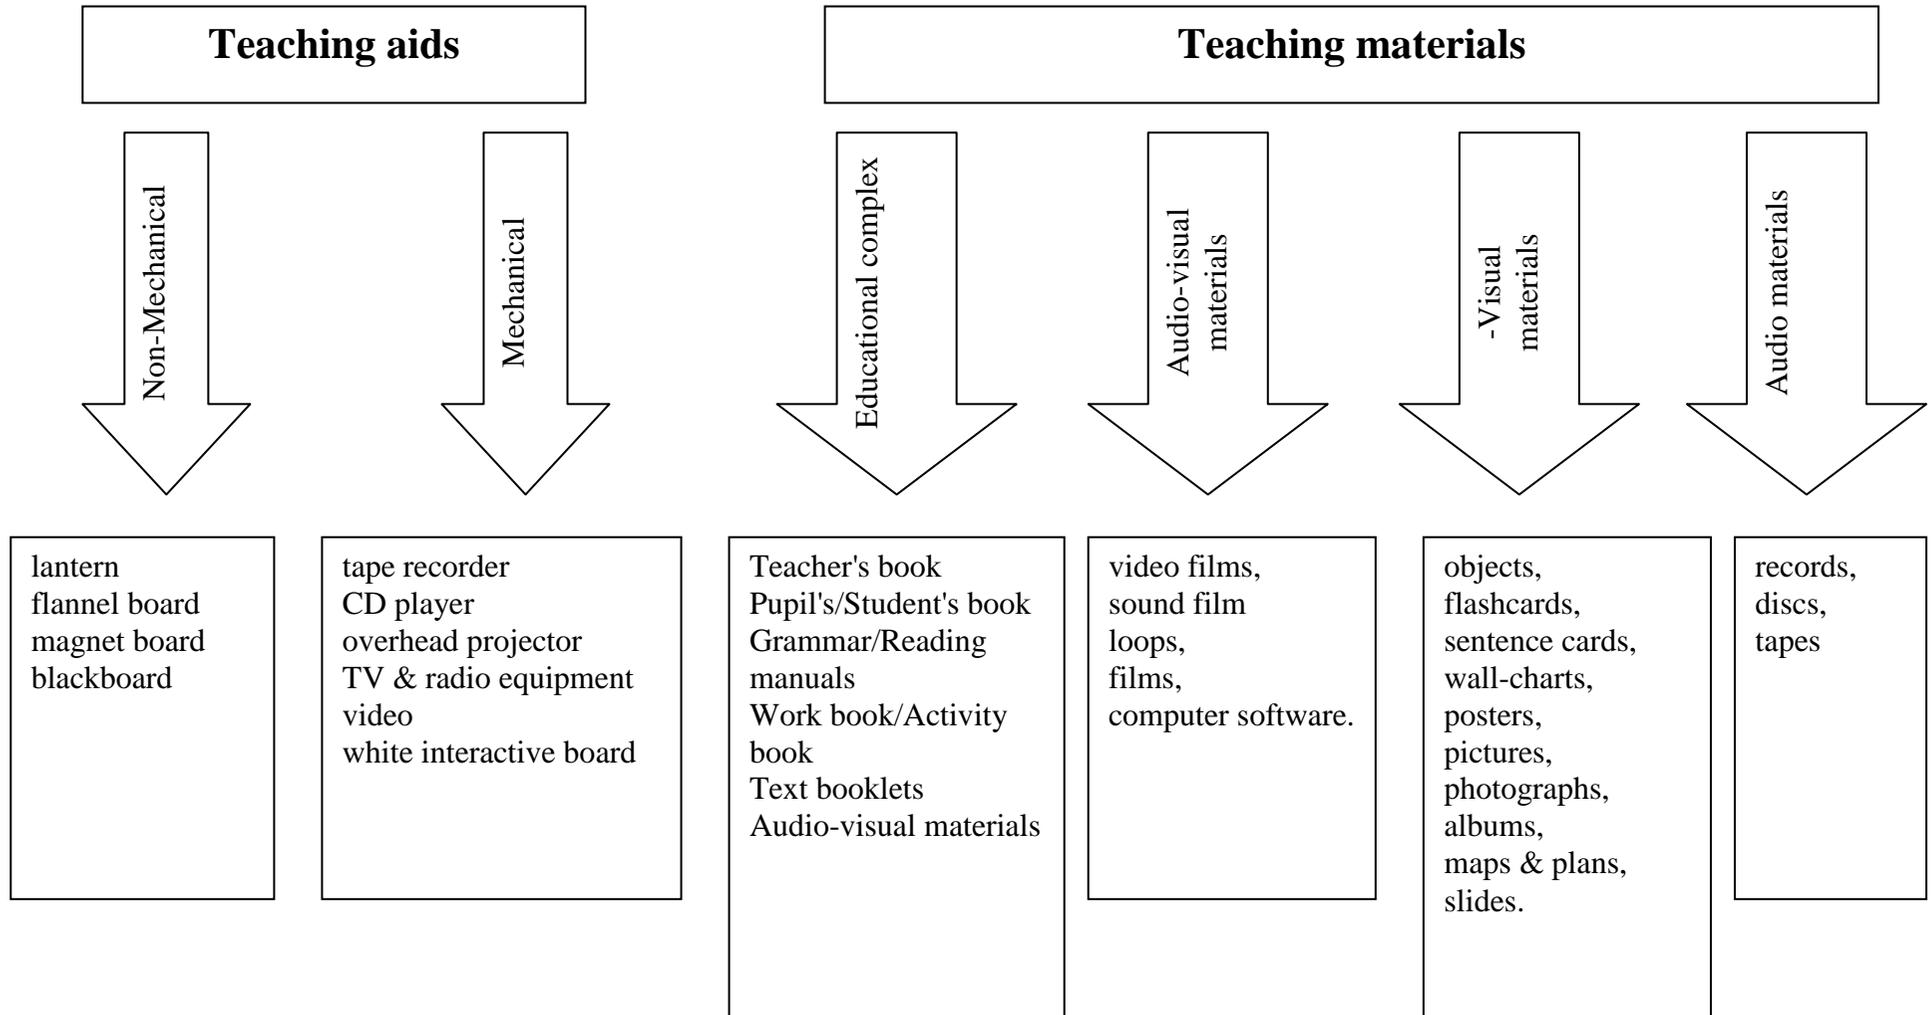 Teaching aids
Teaching materials
Non-Mechanical
Mechanical
Educational complex
Audio-visual
materials
-Visual
materials
Audio materials
lantern
flannel board
magnet board
blackboard
tape recorder
CD player
overhead projector
TV & radio equipment
video
white interactive board
Teacher's book
Pupil's/Student's book
Grammar/Reading
manuals
Work book/Activity
book
Text booklets
Audio-visual materials
video films,
sound film
loops,
films,
computer software.
objects,
flashcards,
sentence cards,
wall-charts,
posters,
pictures,
photographs,
albums,
maps & plans,
slides.
records,
discs,
tapes